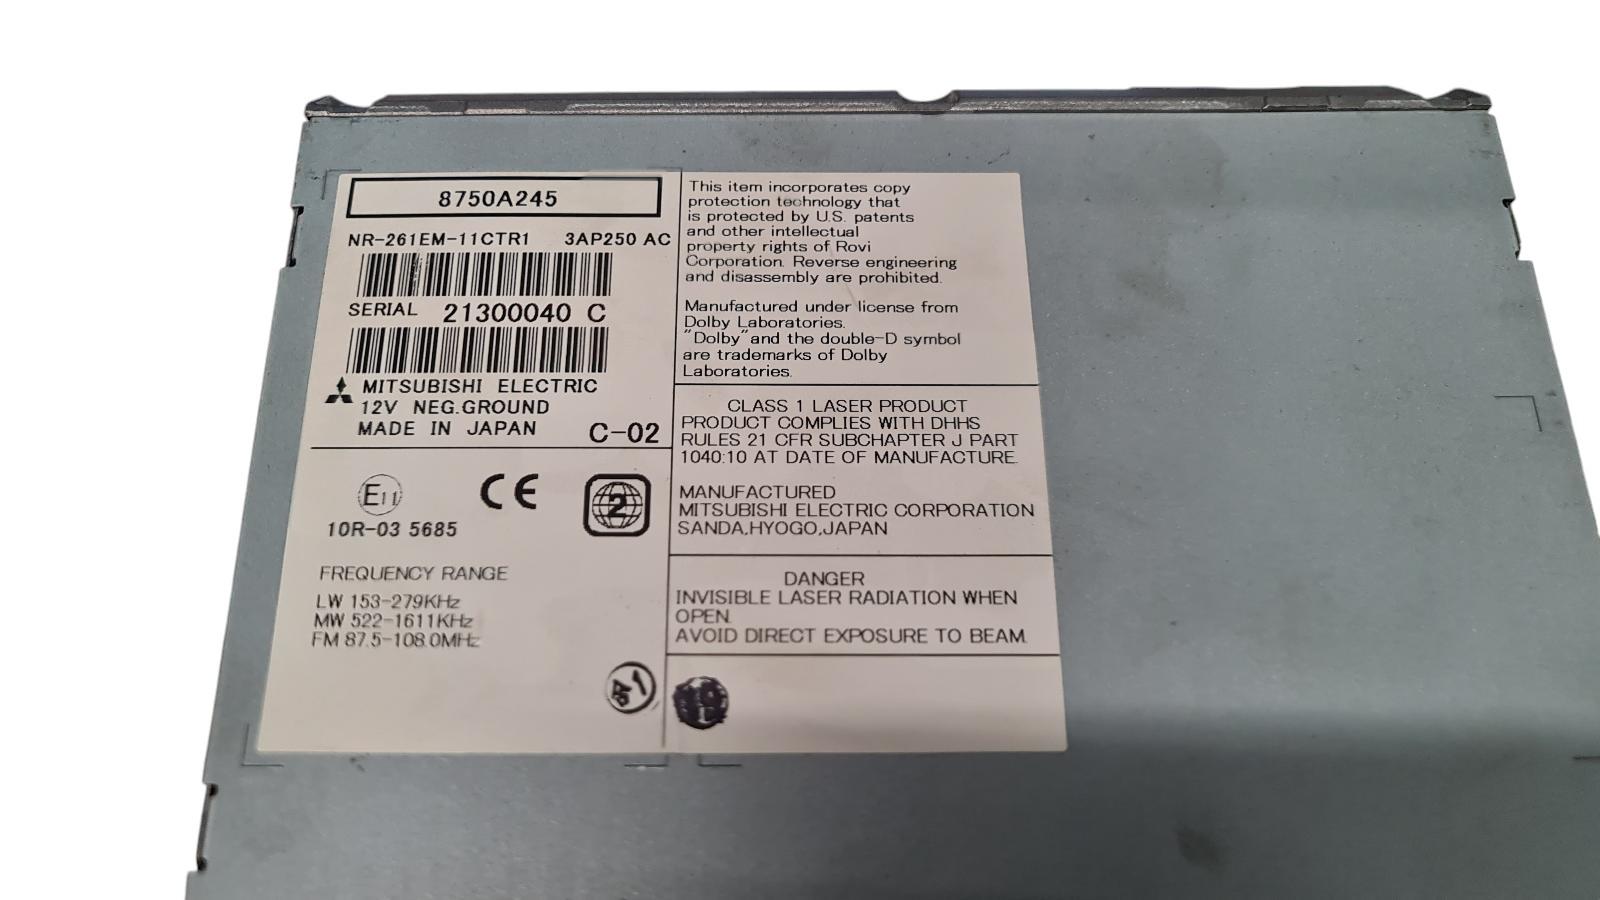 8750A245
NR-261EM-11CTR1 3AP250 AC
SERIAL 21300040 C
MITSUBISHI ELECTRIC
12V NEG.GROUND
MADE IN JAPAN C-02
E11
CE
2
10R-03 5685
FREQUENCY RANGE
LW 153-279KHz
MW 522-1611KHz
FM 87.5-108.0MHz
This item incorporates copy
protection technology that
is protected by U.S. patents
and other intellectual
property rights of Rovi
Corporation. Reverse engineering
and disassembly are prohibited.
Manufactured under license from
Dolby Laboratories.
"Dolby"and the double-D symbol
are trademarks of Dolby
Laboratories.
CLASS 1 LASER PRODUCT
PRODUCT COMPLIES WITH DHHS
RULES 21 CFR SUBCHAPTER J PART
1040:10 AT DATE OF MANUFACTURE.
MANUFACTURED
MITSUBISHI ELECTRIC CORPORATION
SANDA,HYOGO,JAPAN
DANGER
INVISIBLE LASER RADIATION WHEN
OPEN.
AVOID DIRECT EXPOSURE TO BEAM.